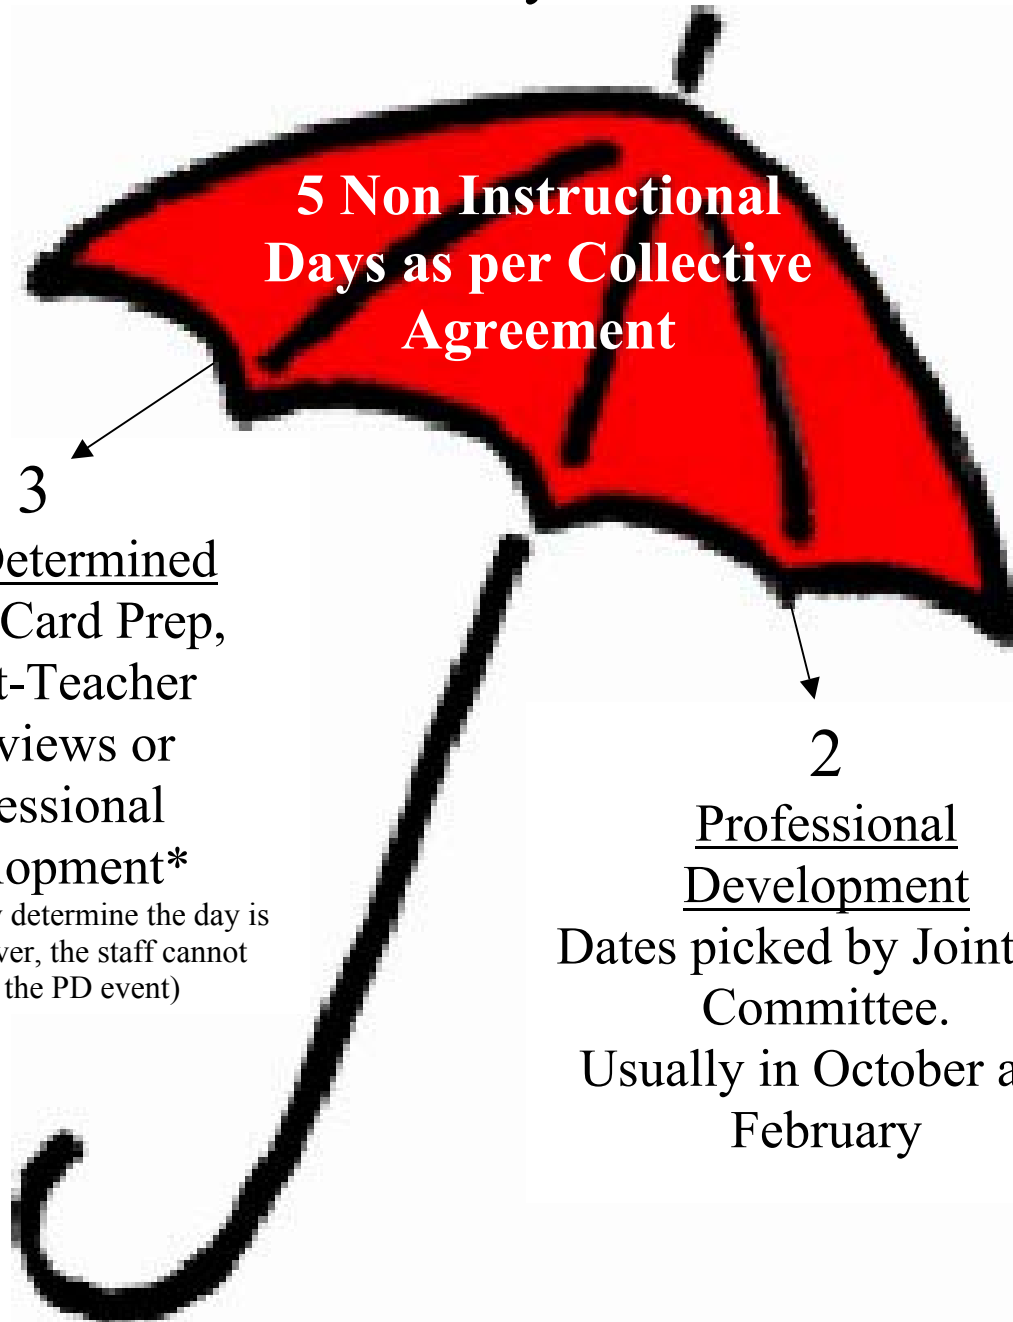 5 Non Instructional
Days as per Collective
Agreement
3
Determined
Card Prep,
t-Teacher
views or
essional
lopment*
determine the day is
ver, the staff cannot
the PD event)
2
Professional
Development
Dates picked by Joint
Committee.
Usually in October a
February